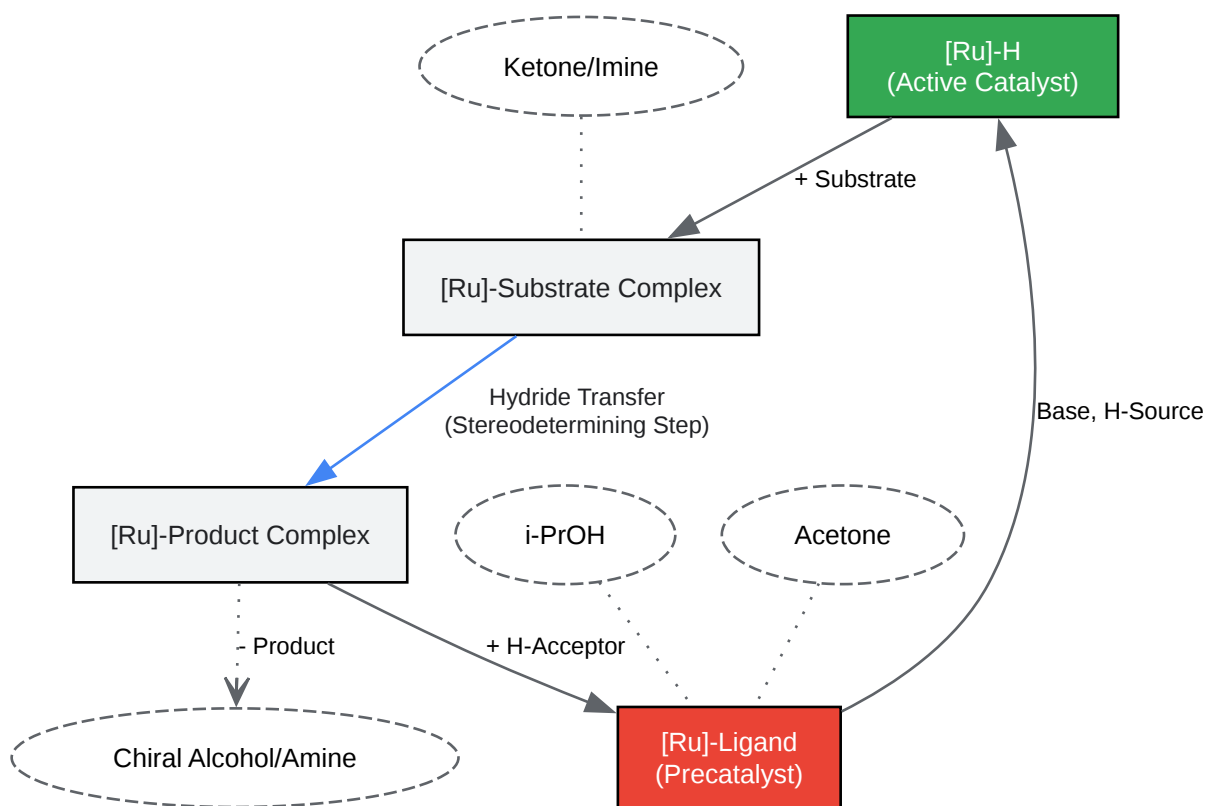 [Ru]-H
(Active Catalyst)
Ketone/Imine
+ Substrate
[Ru]-Substrate Complex
Hydride Transfer
(Stereodetermining Step)
Base, H-Source
[Ru]-Product Complex
i-PrOH
Acetone
- Product
+ H-Acceptor
[Ru]-Ligand
(Precatalyst)
Chiral Alcohol/Amine